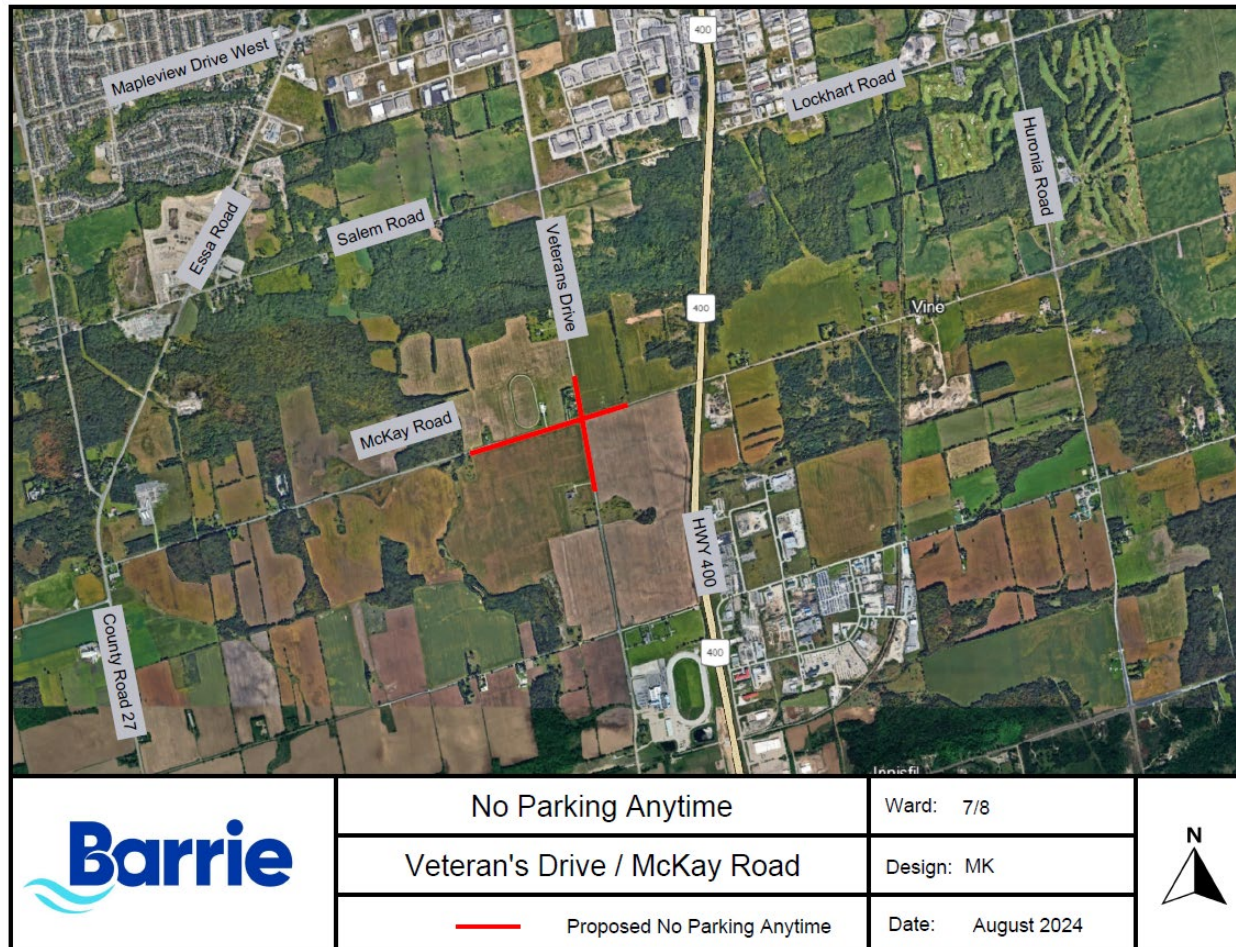 400
Mapleview Drive West
Lockhart Road
Huronia Road
Essa Road
Salem Road
Veterans Drive
400
Vine
McKay Road
HWY 400
County Road 27
400
Innisfil
Barrie
No Parking Anytime
Veteran's Drive / McKay Road
Proposed No Parking Anytime
Ward: 7/8
Design: MK
Date: August 2024
N